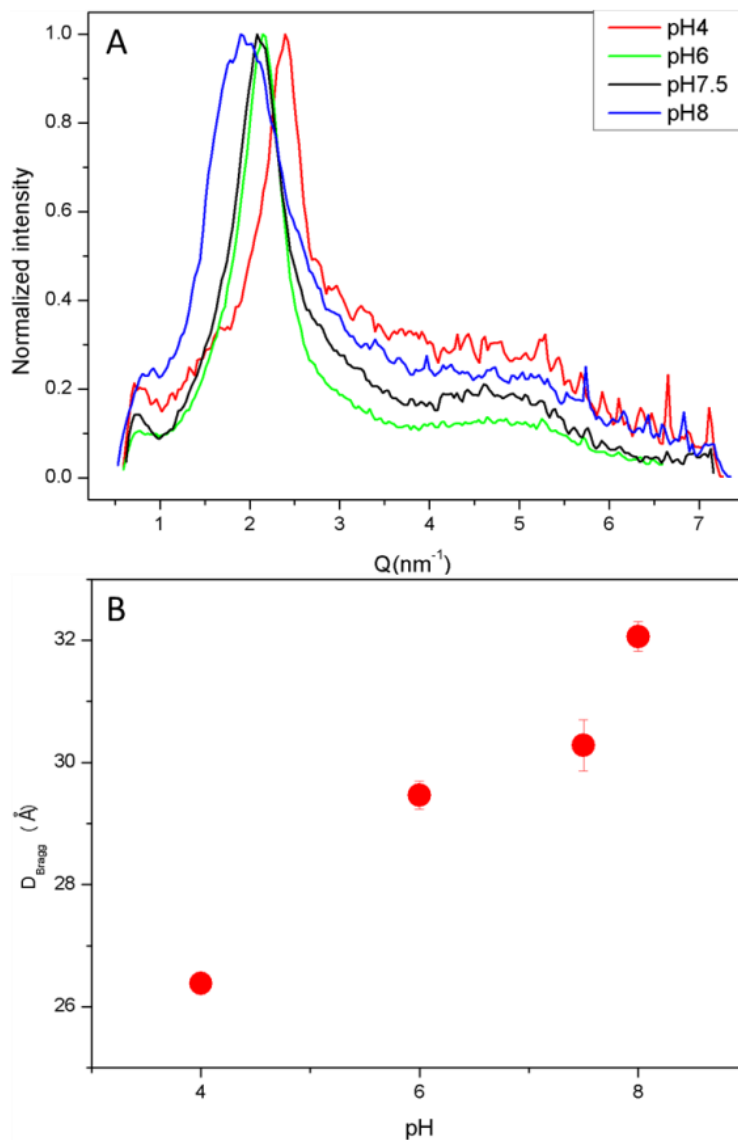 A
pH4
pH6
pH7.5
pH8
1.0
0.8
0.6
0.4
0.2
0.0
Normalized intensity
1 2 3 4 5 6 7
Q(nm⁻¹)
B
32
30
28
26
D_Bragg (Å)
4 6 8
pH